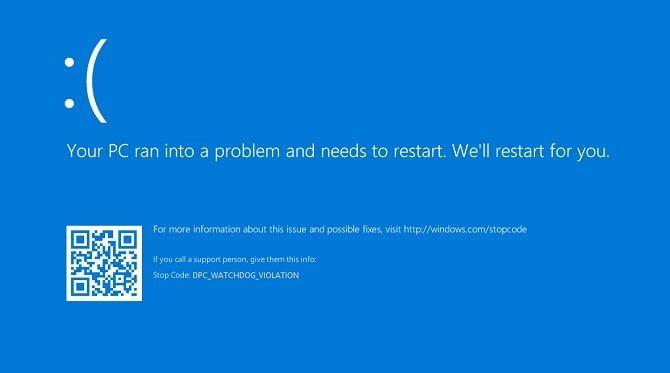 :(
Your PC ran into a problem and needs to restart. We'll restart for you.
For more information about this issue and possible fixes, visit http://windows.com/stopcode
If you call a support person, give them this info:
Stop Code: DPC_WATCHDOG_VIOLATION